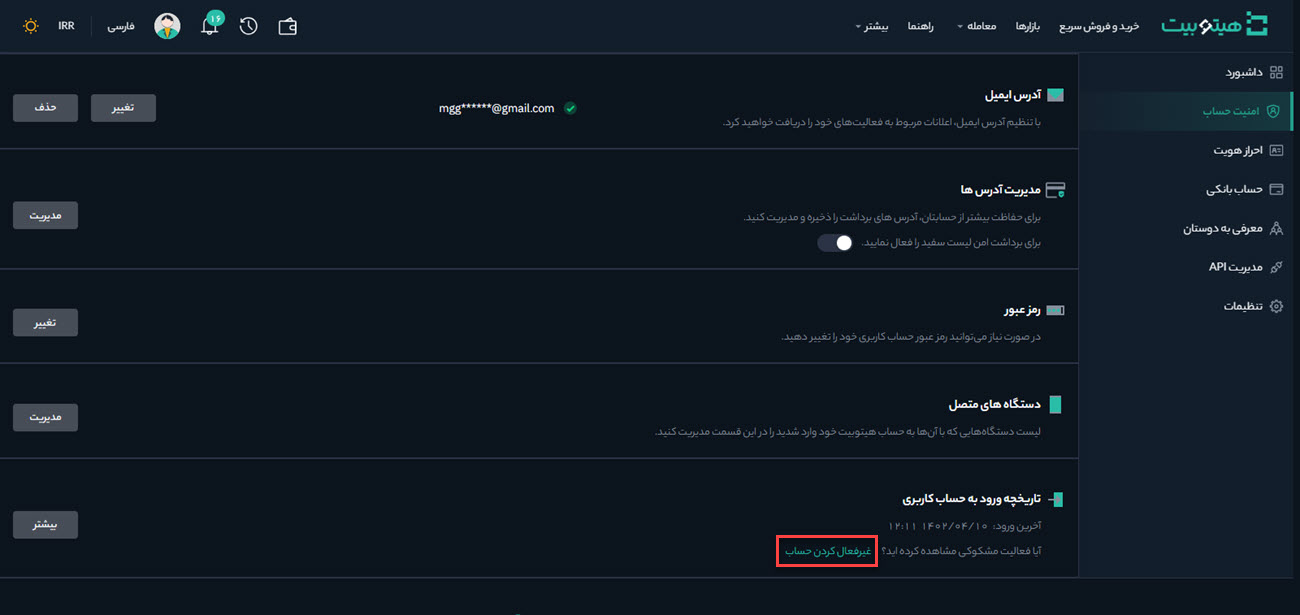 هیتوبیت
خرید و فروش سریع
بازارها
معامله
راهنما
بیشتر
۱۶
فارسی
IRR
داشبورد
امنیت حساب
احراز هویت
حساب بانکی
معرفی به دوستان
مدیریت API
تنظیمات
آدرس ایمیل
با تنظیم آدرس ایمیل، اعلانات مربوط به فعالیت‌های خود را دریافت خواهید کرد.
mgg******@gmail.com
تغییر
حذف
مدیریت آدرس ها
برای حفاظت بیشتر از حسابتان، آدرس های برداشت را ذخیره و مدیریت کنید.
برای برداشت امن لیست سفید را فعال نمایید.
مدیریت
رمز عبور
در صورت نیاز می‌توانید رمز عبور حساب کاربری خود را تغییر دهید.
تغییر
دستگاه های متصل
لیست دستگاه‌هایی که با آن‌ها به حساب هیتوبیت خود وارد شدید را در این قسمت مدیریت کنید.
مدیریت
تاریخچه ورود به حساب کاربری
آخرین ورود: ۱۴۰۲/۰۴/۱۰ ۱۲:۱۱
آیا فعالیت مشکوکی مشاهده کرده اید؟ غیرفعال کردن حساب
بیشتر